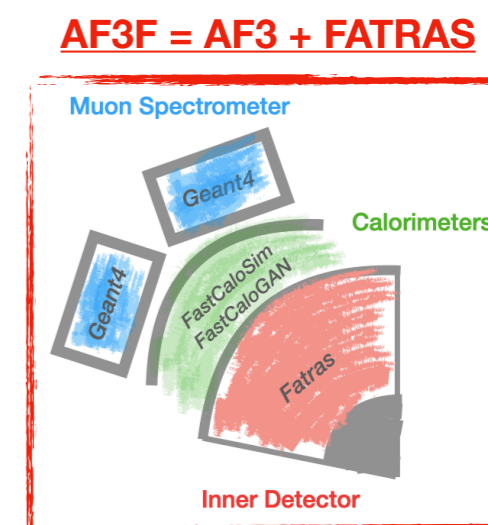 AF3F = AF3 + FATRAS
Muon Spectrometer
Geant4
Calorimeters
Geant4
FastCaloSim
FastCaloGAN
Fatras
Inner Detector